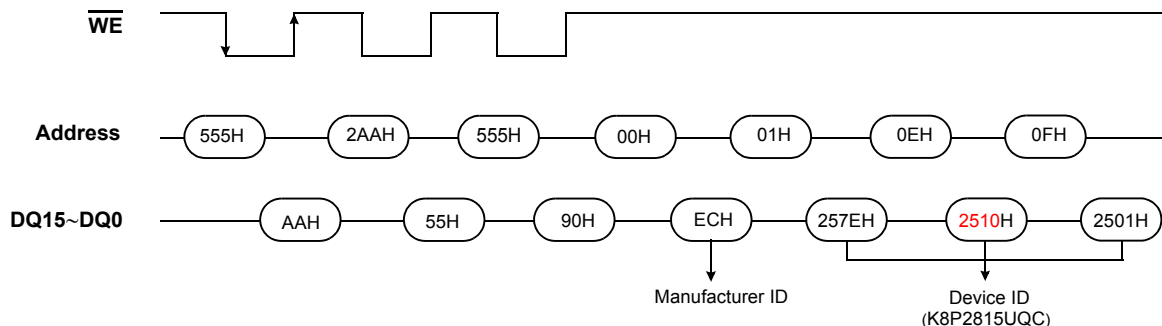 WE
Address 555H 2AAH 555H 00H 01H 0EH 0FH
DQ15~DQ0 AAH 55H 90H ECH 257EH 2510H 2501H
Manufacturer ID Device ID
(K8P2815UQC)